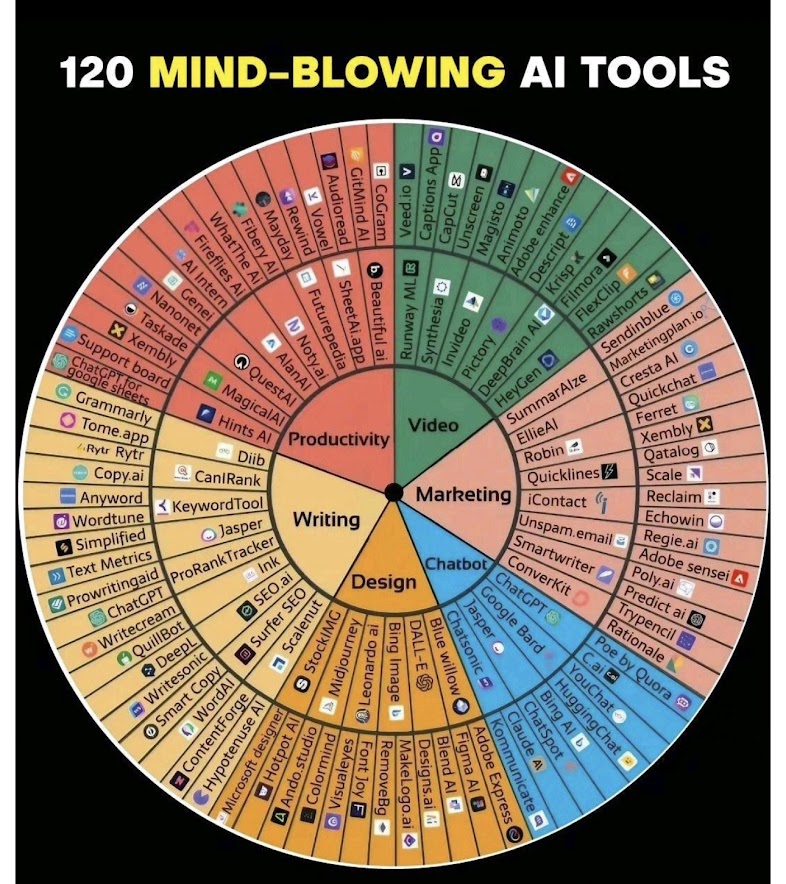 120 MIND-BLOWING AI TOOLS
Video
Runway ML
Synthesia
Invideo
Pictory
DeepBrain AI
HeyGen
Veed.io
Captions App
CapCut
Unscreen
Magisto
Animoto
Adobe enhance
Descript
Krisp
Filmora
FlexClip
Rawshorts
Marketing
SummarAIze
EllieAI
Robin
Quicklines
iContact
Unspam.email
Smartwriter
ConverKit
Sendinblue
Marketingplan.io
Cresta AI
Quickchat
Ferret
Xembly
Qatalog
Scale
Reclaim
Echowin
Regie.ai
Adobe sensei
Poly.ai
Predict ai
Trypencil
Rationale
Chatbot
ChatGPT
Google Bard
Jasper
Chatsonic
Poe by Quora
C.ai
YouChat
HuggingChat
Bing AI
ChatSpot
Claude
Kommunicate
Design
Blue willow
DALL-E
Bing Image
Leonardo ai
Midjourney
StockIMG
Adobe Express
Figma AI
Blend AI
Designs.ai
MakeLogo.ai
RemoveBg
Font Joy
Visualeyes
Colormind
Ando.studio
Hotpot AI
Microsoft designer
Writing
Scalenut
Surfer SEO
SEO.ai
Ink
ProRankTracker
Jasper
KeywordTool
CanIRank
Diib
Hypotenuse AI
ContentForge
WordAI
Smart Copy
Writesonic
DeepL
QuillBot
Writecream
ChatGPT
Prowritingaid
Text Metrics
Simplified
Wordtune
Anyword
Copy.ai
Rytr Rytr
Tome.app
Grammarly
Productivity
Hints AI
MagicalAI
QuestAI
AlanAI
Noty.ai
Futurepedia
SheetAi.app
Beautiful ai
ChatGPT for google sheets
Support board
Xembly
Taskade
Nanonet
Genei
AI Intern
Fireflies AI
WhatThe AI
Fibery AI
Mayday
Rewind
Vowel
Audioread
GitMind AI
CoGram